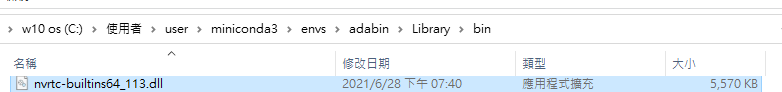 w10 os (C:) > 使用者 > user > miniconda3 > envs > adabin > Library > bin
名稱 修改日期 類型 大小
nvrtc-builtins64_113.dll 2021/6/28 下午 07:40 應用程式擴充 5,570 KB